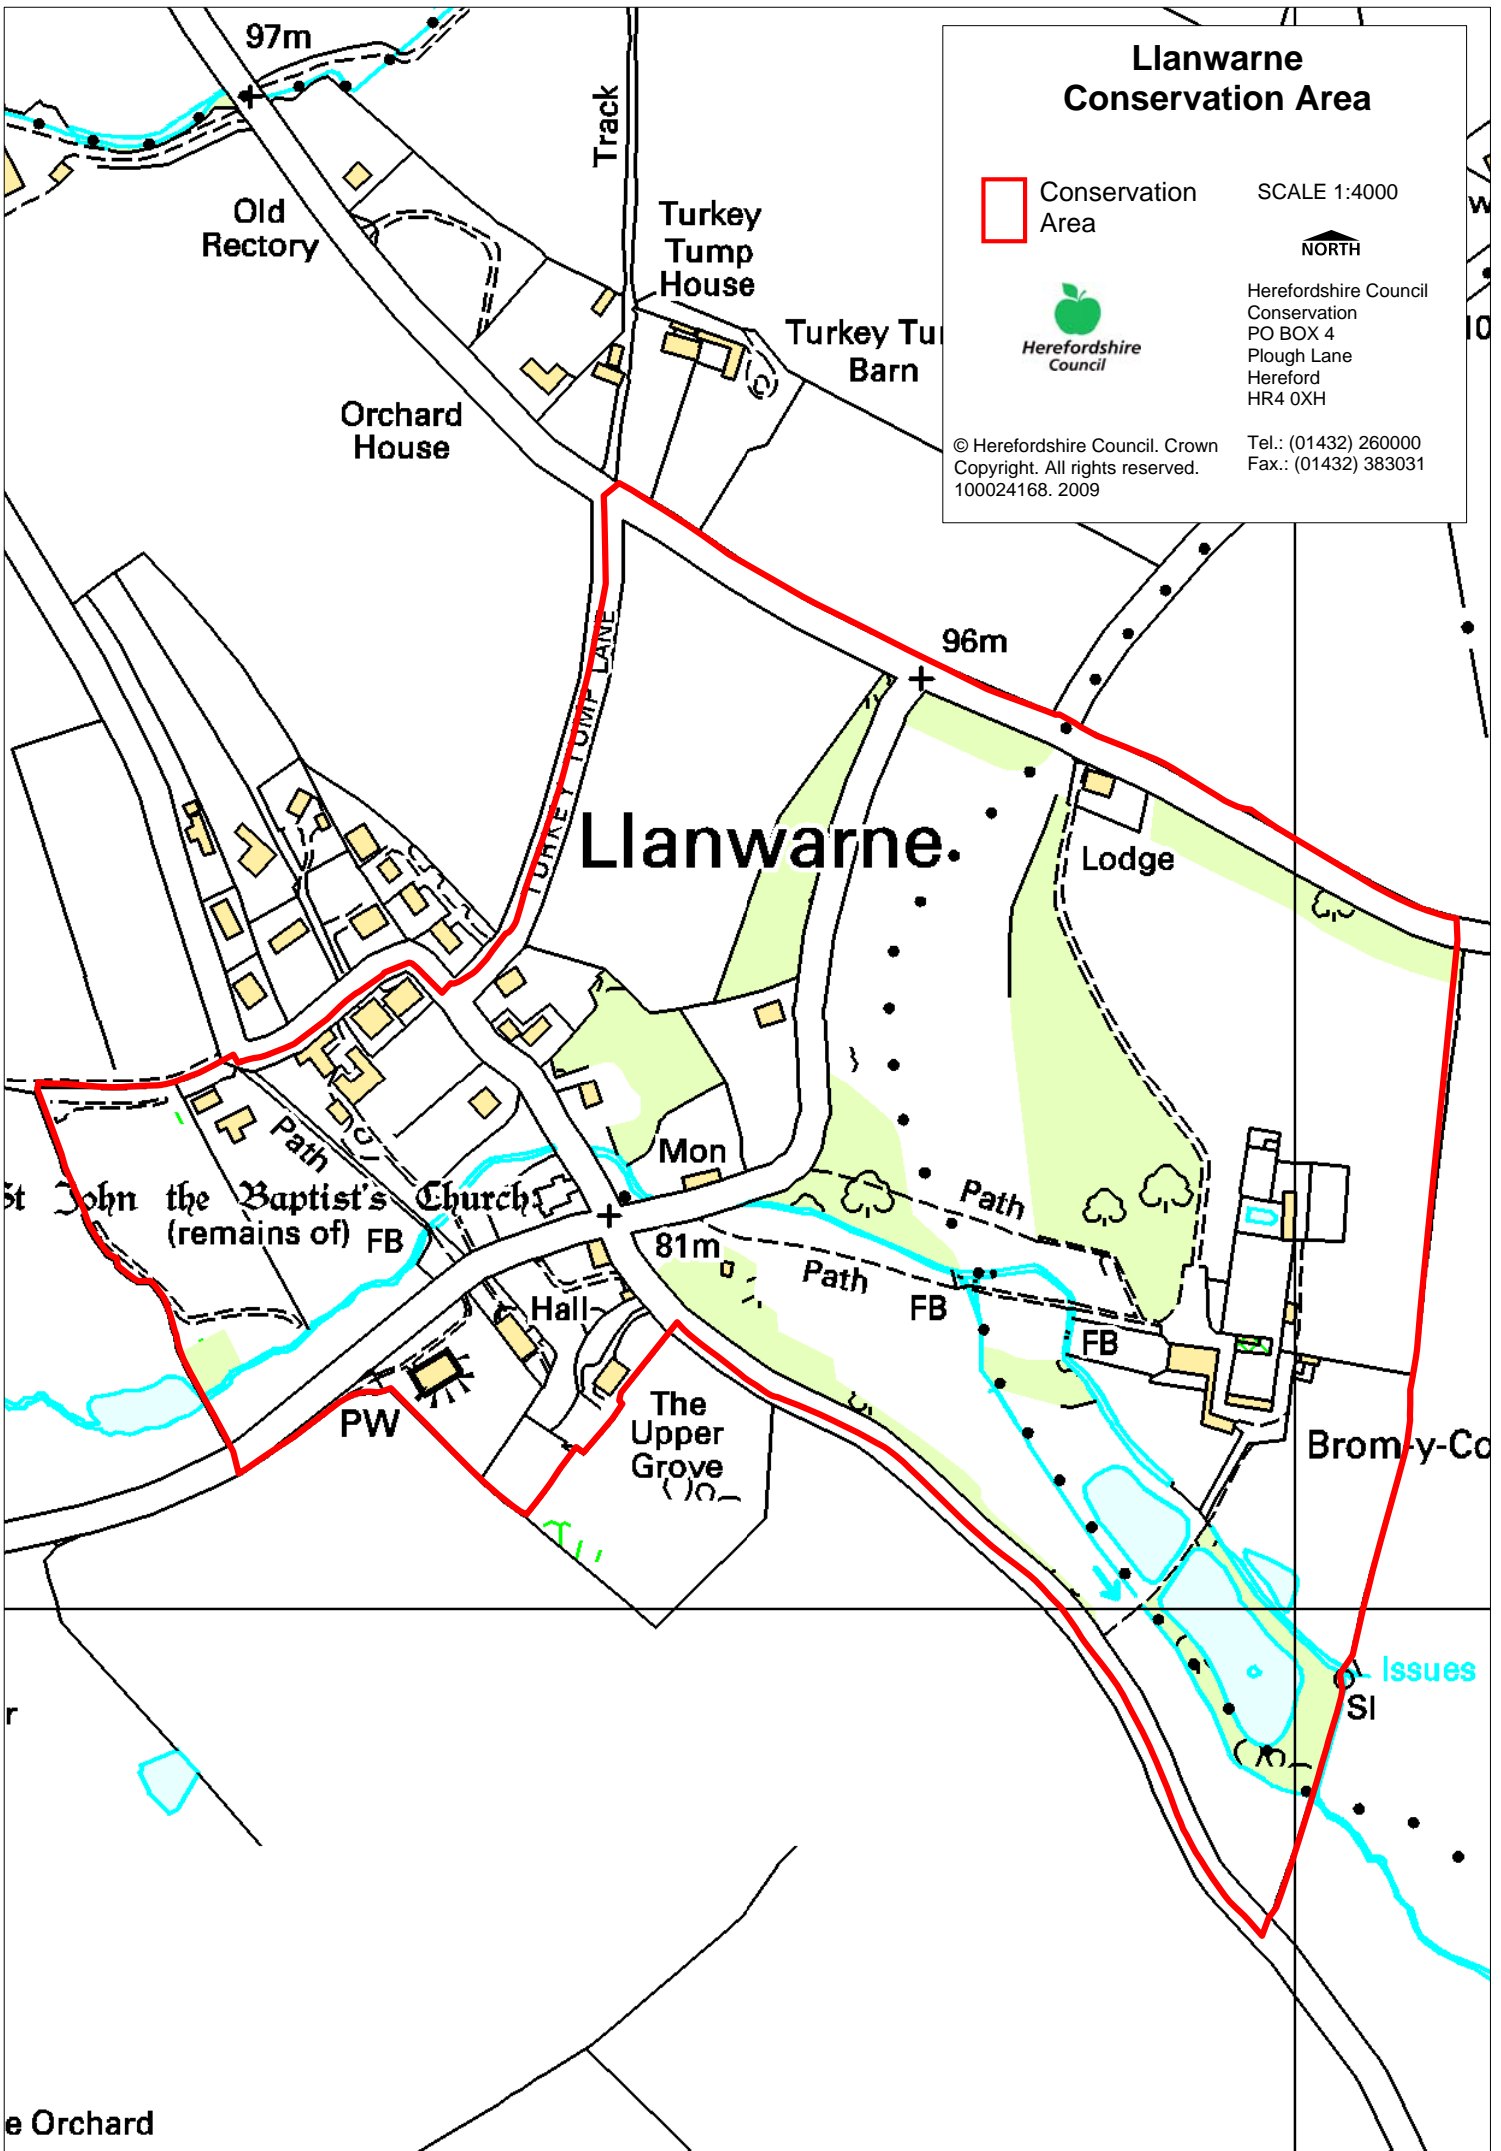 Llanwarne
Conservation Area
Conservation
Area
SCALE 1:4000
NORTH
Herefordshire
Council
Herefordshire Council
Conservation
PO BOX 4
Plough Lane
Hereford
HR4 0XH
Tel.: (01432) 260000
Fax.: (01432) 383031
© Herefordshire Council. Crown
Copyright. All rights reserved.
100024168. 2009
97m
Track
Old
Rectory
Turkey
Tump
House
Turkey Tu
Barn
w
10
Orchard
House
96m
TURKEY TUMP LANE
Llanwarne
Lodge
Path
Mon
St John the Baptist's Church
(remains of)
FB
81m
Path
Path
FB
FB
Hall
PW
The
Upper
Grove
Brom-y-Co
Issues
SI
r
e Orchard